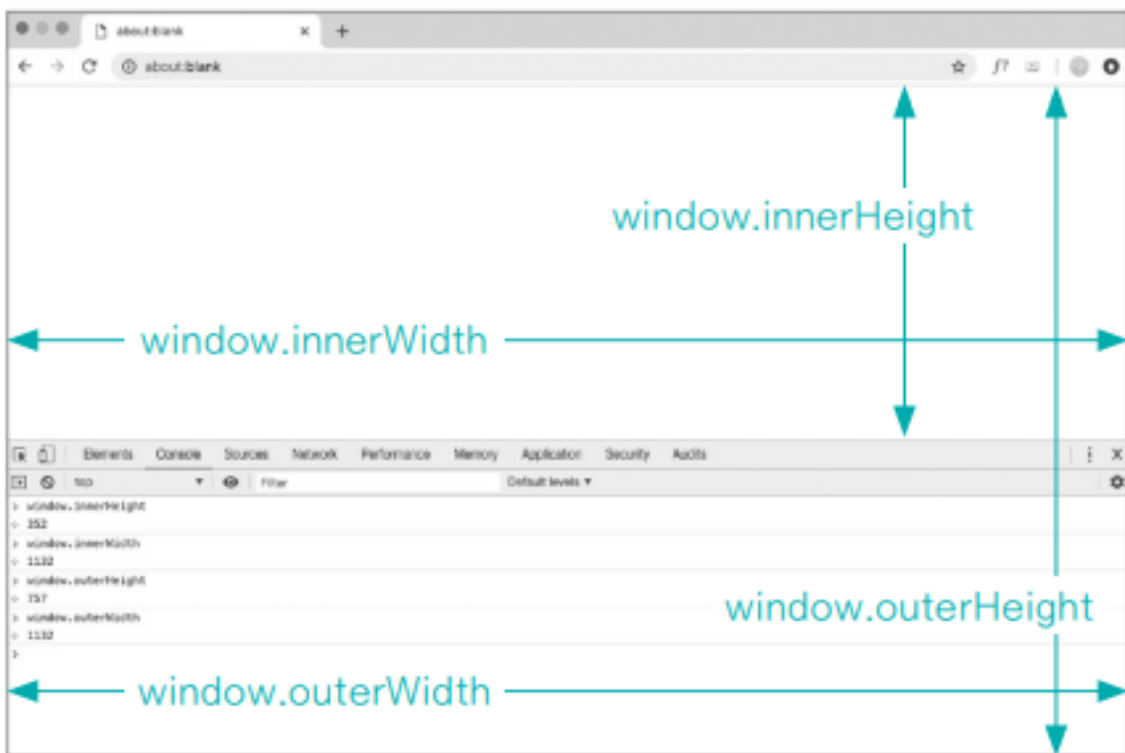 about:blank
about:blank
f?
window.innerHeight
window.innerWidth
Elements Console Sources Network Performance Memory Application Security Audits
top Filter Default levels
window.innerHeight
352
window.innerWidth
1132
window.outerHeight
757
window.outerWidth
1132
window.outerHeight
window.outerWidth